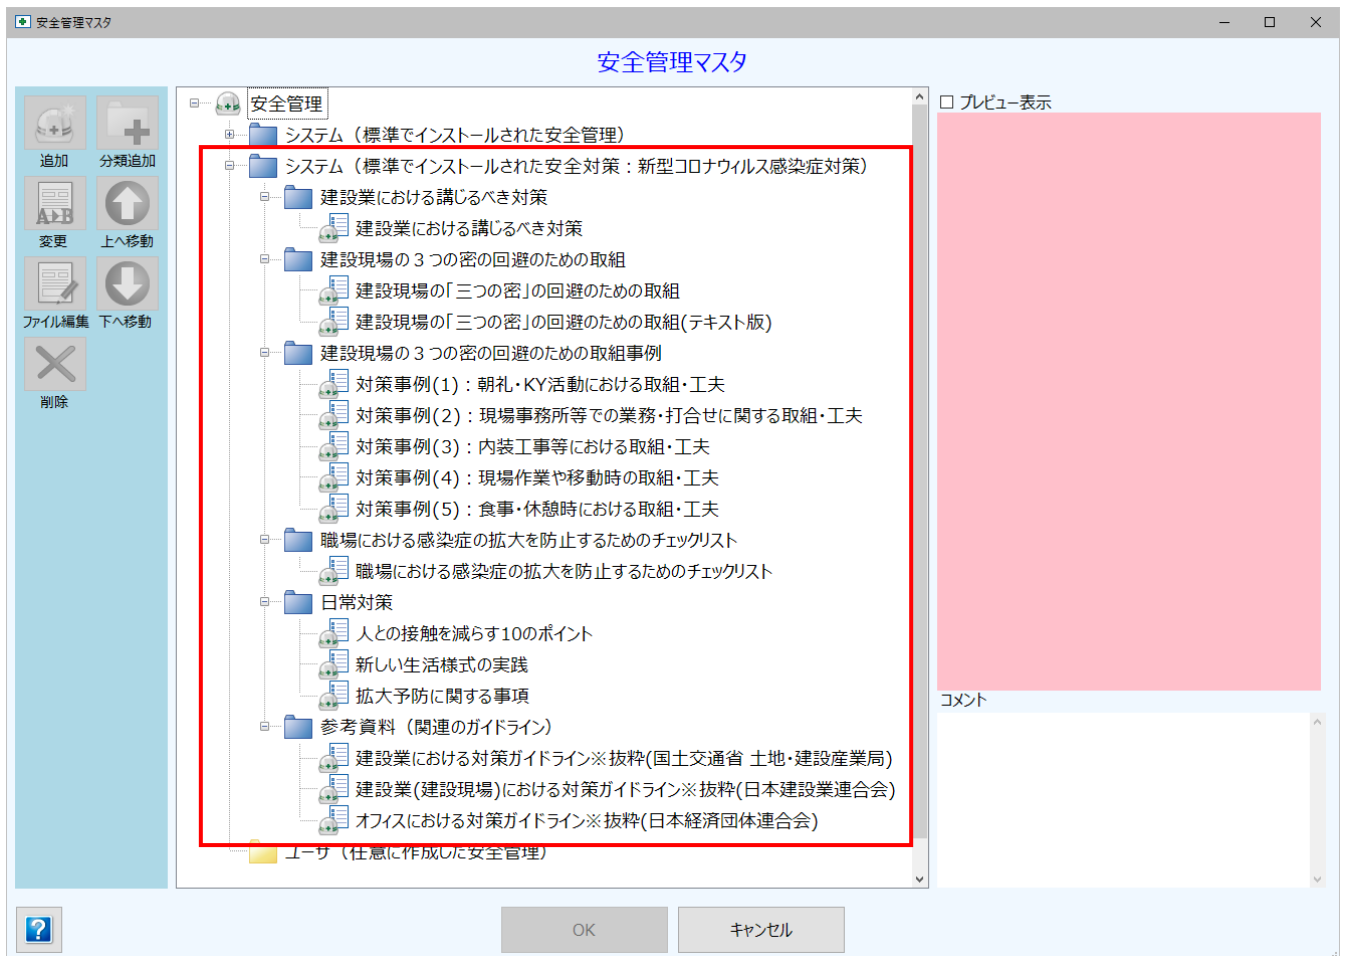 安全管理マスタ
安全管理マスタ
追加
分類追加
変更
上へ移動
ファイル編集
下へ移動
削除
安全管理
システム（標準でインストールされた安全管理）
システム（標準でインストールされた安全対策：新型コロナウィルス感染症対策）
建設業における講じるべき対策
建設業における講じるべき対策
建設現場の３つの密の回避のための取組
建設現場の「三つの密」の回避のための取組
建設現場の「三つの密」の回避のための取組(テキスト版)
建設現場の３つの密の回避のための取組事例
対策事例(1)：朝礼・KY活動における取組・工夫
対策事例(2)：現場事務所等での業務・打合せに関する取組・工夫
対策事例(3)：内装工事等における取組・工夫
対策事例(4)：現場作業や移動時の取組・工夫
対策事例(5)：食事・休憩時における取組・工夫
職場における感染症の拡大を防止するためのチェックリスト
職場における感染症の拡大を防止するためのチェックリスト
日常対策
人との接触を減らす10のポイント
新しい生活様式の実践
拡大予防に関する事項
参考資料（関連のガイドライン）
建設業における対策ガイドライン※抜粋(国土交通省 土地・建設産業局)
建設業(建設現場)における対策ガイドライン※抜粋(日本建設業連合会)
オフィスにおける対策ガイドライン※抜粋(日本経済団体連合会)
ユーザ（任意に作成した安全管理）
プレビュー表示
コメント
OK
キャンセル